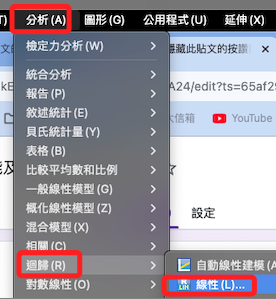 T) 分析(A) 圖形(G) 公用程式(U) 延伸(X)
檢定力分析(W)
統合分析
報告(P)
敘述統計(E)
貝氏統計量(Y)
表格(B)
比較平均數和比例
一般線性模型(G)
概化線性模型(Z)
混合模型(X)
相關(C)
迴歸(R)
對數線性(O)
隱藏此貼文的按讚
A24/edit?ts=65af29
大信箱 YouTube
設定
自動線性建模(A
LIN
線性(L)...